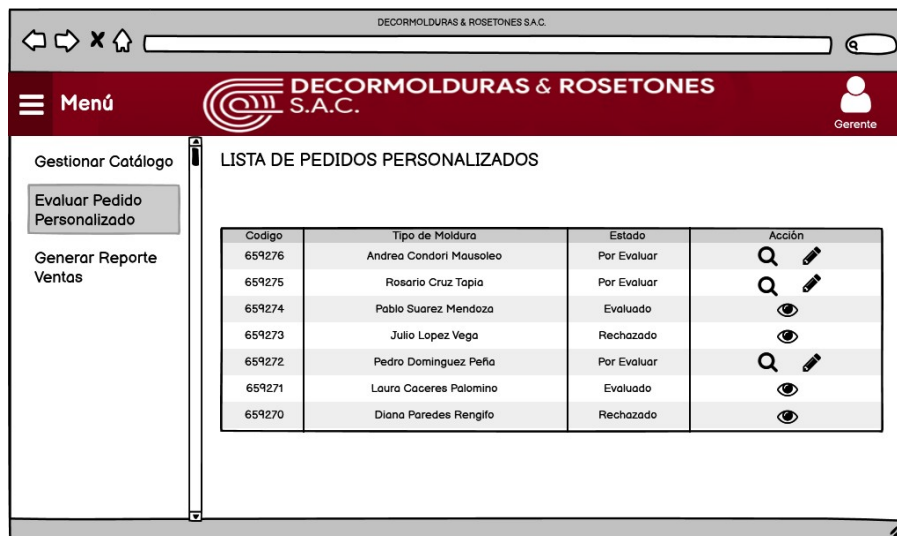 DECORMOLDURAS & ROSETONES S.A.C.
Menú
DECORMOLDURAS & ROSETONES
S.A.C.
Gerente
Gestionar Catálogo
Evaluar Pedido
Personalizado
Generar Reporte
Ventas
LISTA DE PEDIDOS PERSONALIZADOS
Codigo Tipo de Moldura Estado Acción
659276 Andrea Condori Mausoleo Por Evaluar
659275 Rosario Cruz Tapia Por Evaluar
659274 Pablo Suarez Mendoza Evaluado
659273 Julio Lopez Vega Rechazado
659272 Pedro Dominguez Peña Por Evaluar
659271 Laura Caceres Palomino Evaluado
659270 Diana Paredes Rengifo Rechazado